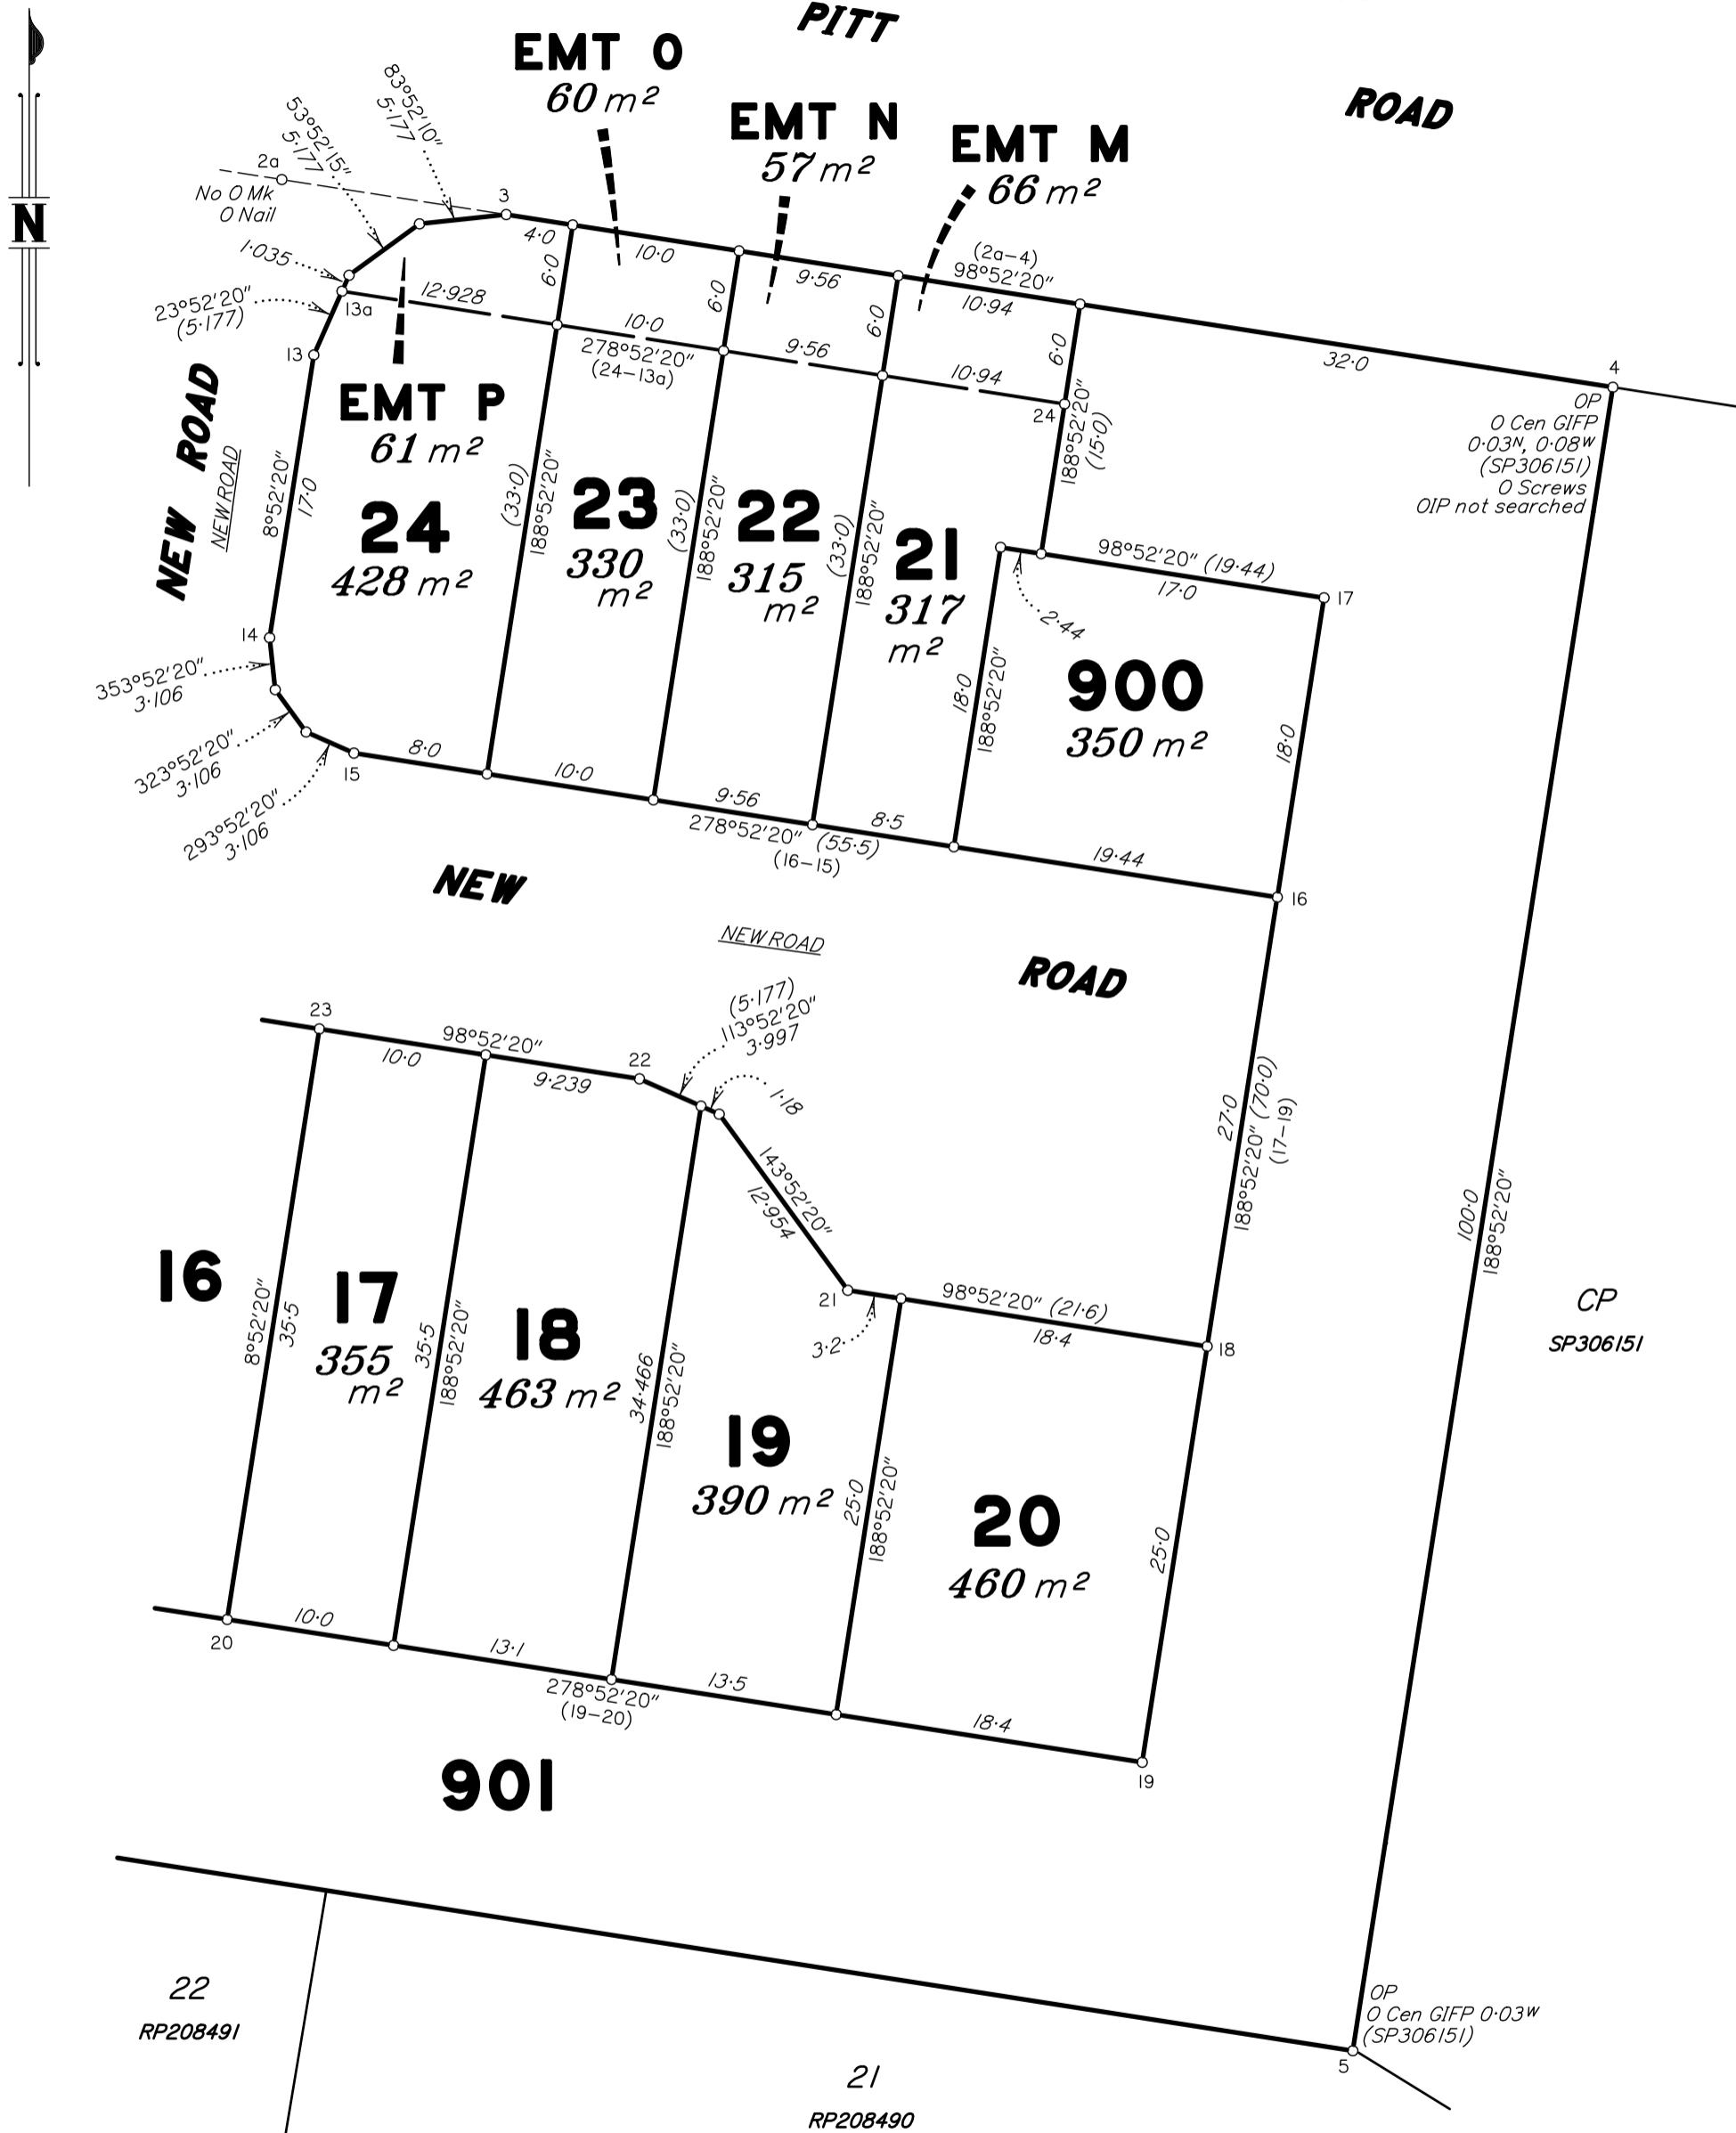 PITT
ROAD
EMT O
60 m²
EMT N
57 m²
EMT M
66 m²
N
83°52'10"
5·177
53°52'15"
5·177
2a
No O Mk
O Nail
3
1·035
23°52'20"
(5·177)
13a
13
12·928
4·0
6·0
10·0
6·0
9·56
6·0
(2a-4)
98°52'20"
10·94
6·0
32·0
4
10·0
278°52'20"
(24-13a)
9·56
10·94
24
OP
O Cen GIFP
0·03ᴺ, 0·08ᵂ
(SP306151)
O Screws
OIP not searched
EMT P
61 m²
NEW ROAD
NEW ROAD
8°52'20"
17·0
24
428 m²
(33·0)
188°52'20"
23
330
m²
(33·0)
188°52'20"
22
315
m²
(33·0)
188°52'20"
21
317
m²
188°52'20"
(15·0)
98°52'20" (19·44)
17·0
17
2·44
900
350 m²
18·0
188°52'20"
18·0
14
353°52'20"
3·106
323°52'20"
3·106
293°52'20"
3·106
15
8·0
10·0
9·56
278°52'20" (55·5)
(16-15)
8·5
19·44
16
NEW
NEW ROAD
ROAD
23
98°52'20"
10·0
9·239
22
(5·177)
113°52'20"
3·997
1·18
143°52'20"
12·954
27·0
188°52'20" (70·0)
(17-19)
100·0
188°52'20"
16
8°52'20"
35·5
17
355
m²
35·5
188°52'20"
18
463 m²
34·466
188°52'20"
21
3·2
98°52'20" (21·6)
18·4
18
CP
SP306151
19
390 m²
25·0
188°52'20"
20
460 m²
25·0
20
10·0
13·1
278°52'20"
(19-20)
13·5
18·4
19
901
22
RP208491
21
RP208490
OP
O Cen GIFP 0·03ᵂ
(SP306151)
5